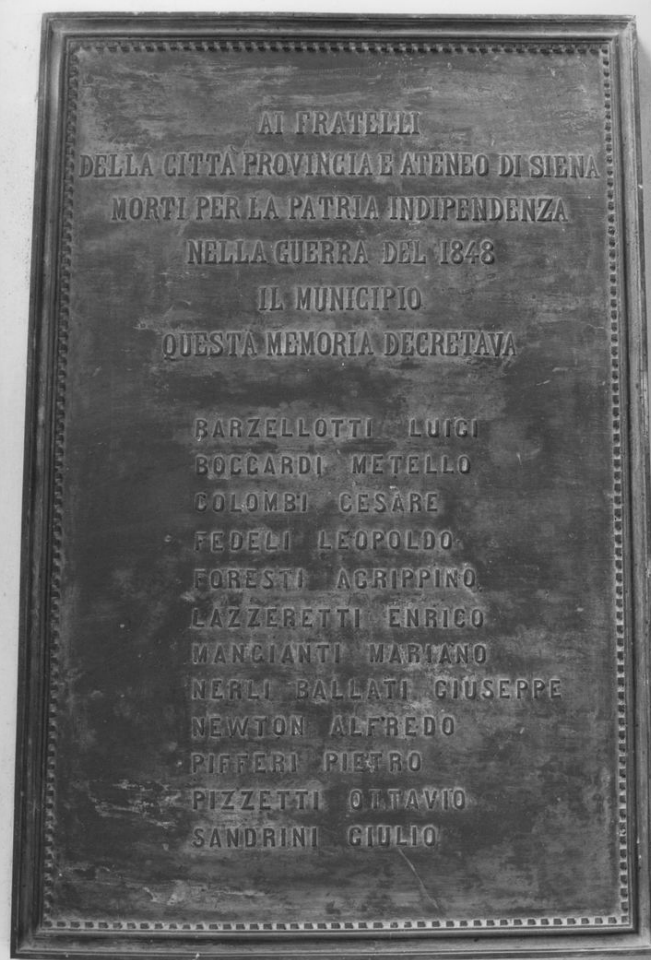 AI FRATELLI
DELLA CITTÀ PROVINCIA E ATENEO DI SIENA
MORTI PER LA PATRIA INDIPENDENZA
NELLA GUERRA DEL 1848
IL MUNICIPIO
QUESTA MEMORIA DECRETAVA
BARZELLOTTI LUIGI
BOCCARDI METELLO
COLOMBI CESARE
FEDELI LEOPOLDO
FORESTI AGRIPPINO
LAZZERETTI ENRICO
MANGIANTI MARIANO
NERLI BALLATI GIUSEPPE
NEWTON ALFREDO
PIFFERI PIETRO
PIZZETTI OTTAVIO
SANDRINI GIULIO